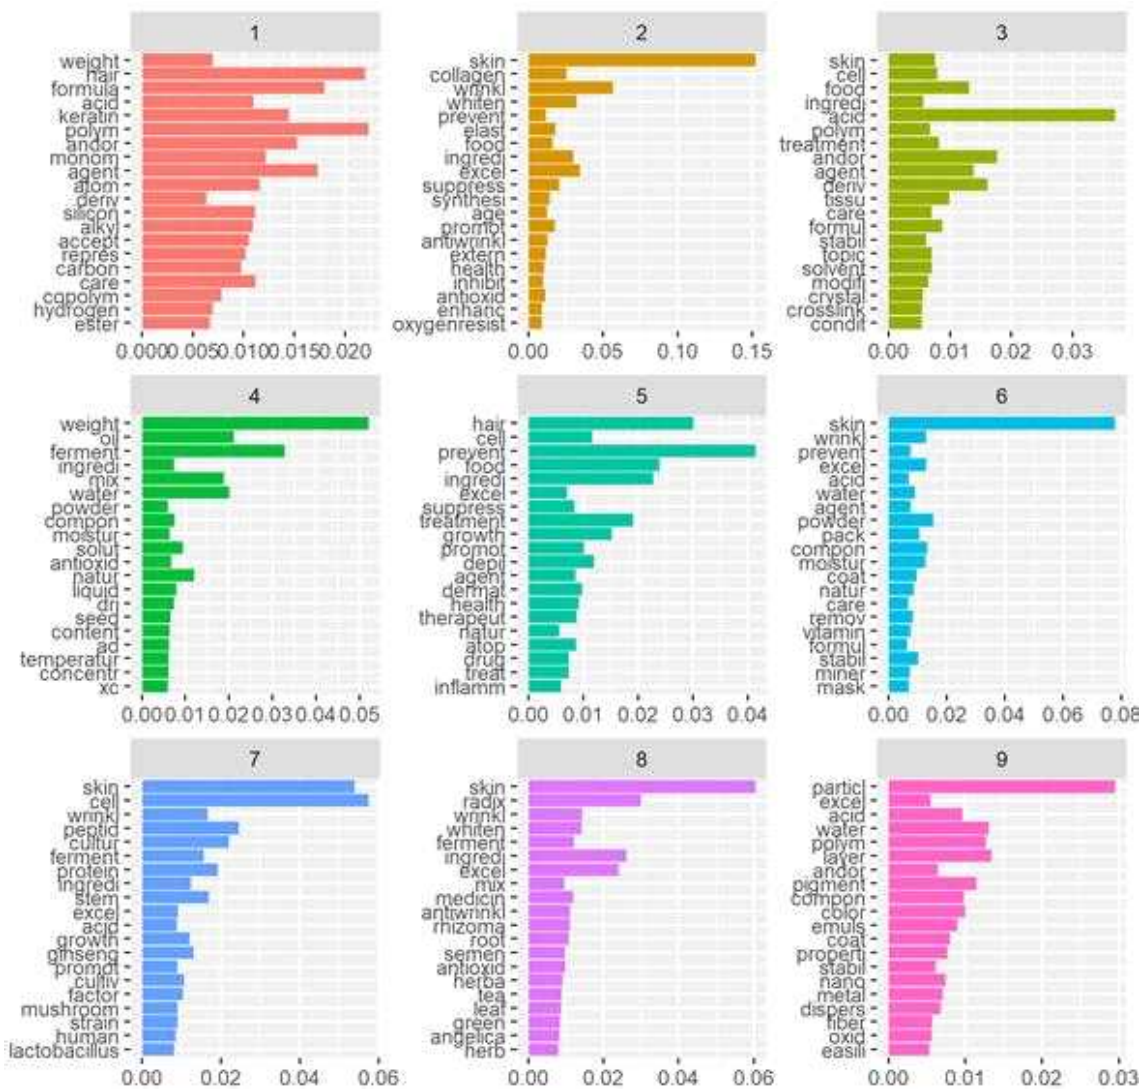 1
weight
hair
formula
acid
keratin
polym
andor
monom
agent
atom
deriv
silicon
alkyl
accept
repres
carbon
care
copolym
hydrogen
ester
0.0000.0050.0100.0150.020
2
skin
collagen
wrinkl
whiten
prevent
elast
food
ingredi
excel
suppress
synthesi
age
promot
antiwrinkl
extern
health
inhibit
antioxid
enhanc
oxygenresist
0.00 0.05 0.10 0.15
3
skin
cell
food
ingredi
acid
polym
treatment
andor
agent
deriv
tissu
care
formul
stabil
topic
solvent
modifi
crystal
crosslink
condit
0.00 0.01 0.02 0.03
4
weight
oil
ferment
ingredi
mix
water
powder
compon
moistur
solut
antioxid
natur
liquid
dri
seed
content
ad
temperatur
concentr
xc
0.00 0.01 0.02 0.03 0.04 0.05
5
hair
cell
prevent
food
ingredi
excel
suppress
treatment
growth
promot
depil
agent
dermat
health
therapeut
natur
atop
drug
treat
inflamm
0.00 0.01 0.02 0.03 0.04
6
skin
wrinkl
prevent
excel
acid
water
agent
powder
pack
compon
moistur
coat
natur
care
remov
vitamin
formul
stabil
miner
mask
0.00 0.02 0.04 0.06 0.08
7
skin
cell
wrinkl
peptid
cultur
ferment
protein
ingredi
stem
excel
acid
growth
ginseng
promot
cultiv
factor
mushroom
strain
human
lactobacillus
0.00 0.02 0.04 0.06
8
skin
radix
wrinkl
whiten
ferment
ingredi
excel
mix
medicin
antiwrinkl
rhizoma
root
semen
antioxid
herba
tea
leaf
green
angelica
herb
0.00 0.02 0.04 0.06
9
particl
excel
acid
water
polym
layer
andor
pigment
compon
color
emuls
coat
properti
stabil
nano
metal
dispers
fiber
oxid
easili
0.00 0.01 0.02 0.03